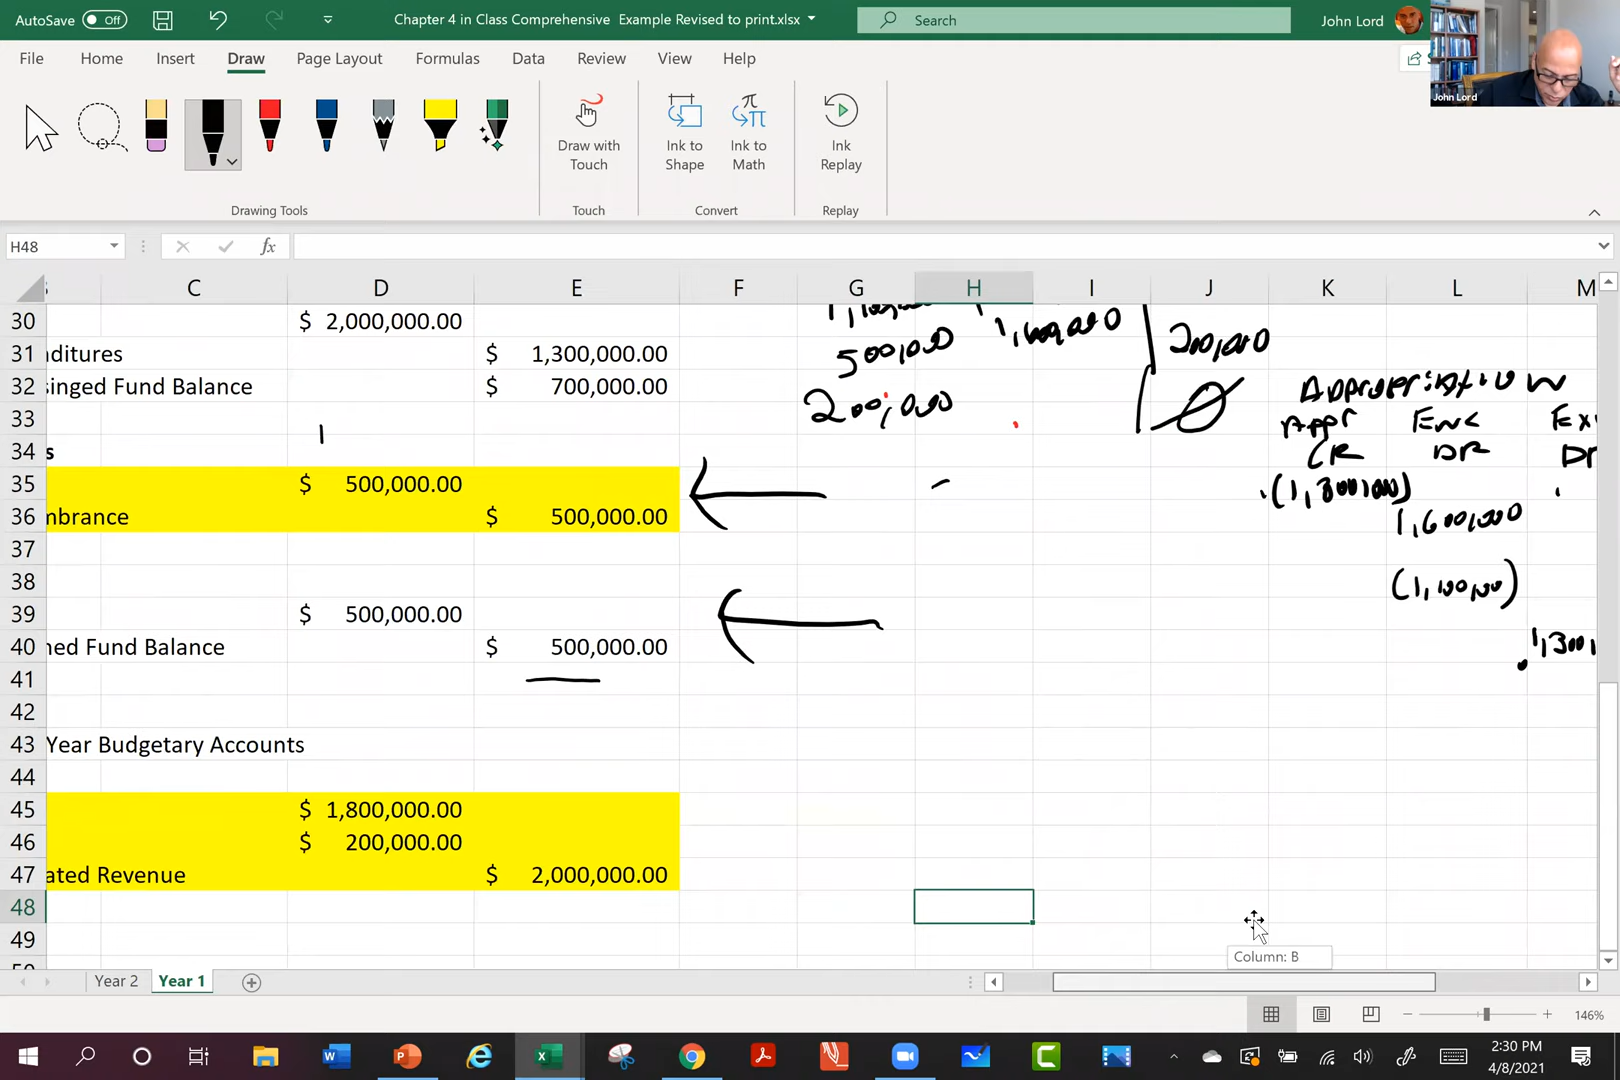 AutoSave Off Chapter 4 in Class Comprehensive Example Revised to print.xlsx Search John Lord
John Lord
File Home Insert Draw Page Layout Formulas Data Review View Help
Draw with Touch
Ink to Shape
Ink to Math
Ink Replay
Drawing Tools Touch Convert Replay
H48 fx
C D E F G H I J K L M
30 $ 2,000,000.00 1,600,000
31 nditures $ 1,300,000.00 500,000 200,000
32 singed Fund Balance $ 700,000.00 200,000 Appropriation
33 Appr Enc
34 s CR DR
35 $ 500,000.00 (1,300,000)
36 mbrance $ 500,000.00 1,600,000
37
38 (1,100,000)
39 $ 500,000.00
40 ned Fund Balance $ 500,000.00
41
42
43 Year Budgetary Accounts
44
45 $ 1,800,000.00
46 $ 200,000.00
47 ated Revenue $ 2,000,000.00
48
49
Column: B
Year 2 Year 1
146%
2:30 PM
4/8/2021